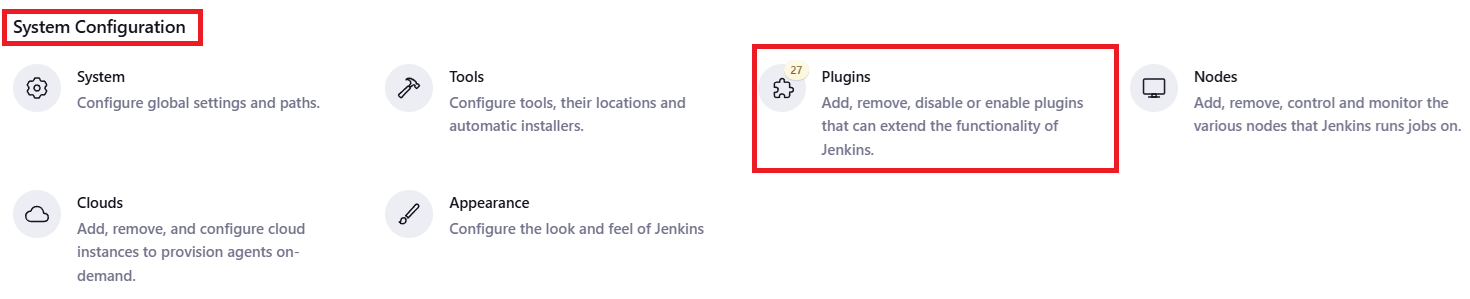 System Configuration
System
Configure global settings and paths.
Tools
Configure tools, their locations and
automatic installers.
27
Plugins
Add, remove, disable or enable plugins
that can extend the functionality of
Jenkins.
Nodes
Add, remove, control and monitor the
various nodes that Jenkins runs jobs on.
Clouds
Add, remove, and configure cloud
instances to provision agents on-
demand.
Appearance
Configure the look and feel of Jenkins